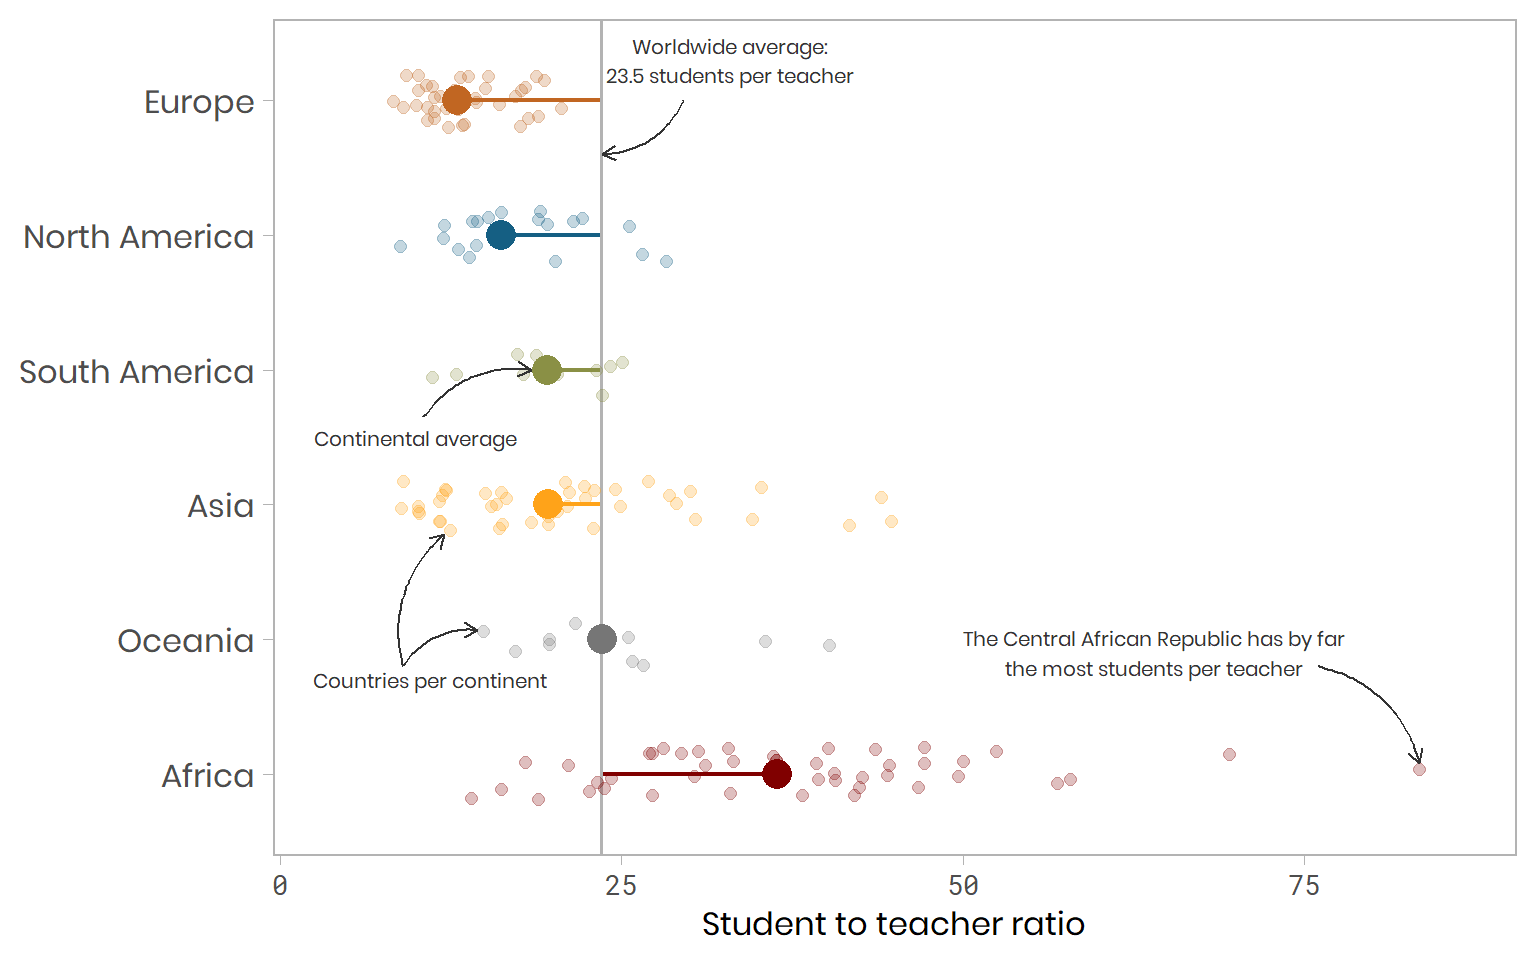 Worldwide average:
23.5 students per teacher
Europe
North America
South America
Continental average
Asia
Oceania
Countries per continent
The Central African Republic has by far
the most students per teacher
Africa
0 25 50 75
Student to teacher ratio